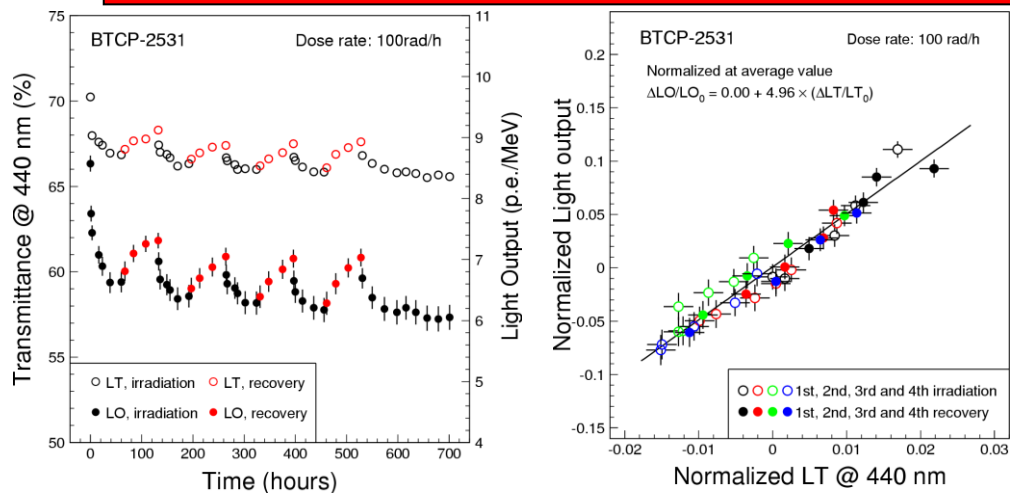 BTCP-2531
Dose rate: 100rad/h
Transmittance @ 440 nm (%)
75
70
65
60
55
50
11
10
9
8
7
6
5
4
Light Output (p.e./MeV)
LT, irradiation
LT, recovery
LO, irradiation
LO, recovery
0 100 200 300 400 500 600 700
Time (hours)
BTCP-2531
Dose rate: 100 rad/h
Normalized at average value
ΔLO/LO₀ = 0.00 + 4.96 × (ΔLT/LT₀)
Normalized Light output
0.2
0.15
0.1
0.05
0
-0.05
-0.1
-0.15
1st, 2nd, 3rd and 4th irradiation
1st, 2nd, 3rd and 4th recovery
-0.02 -0.01 0 0.01 0.02 0.03
Normalized LT @ 440 nm